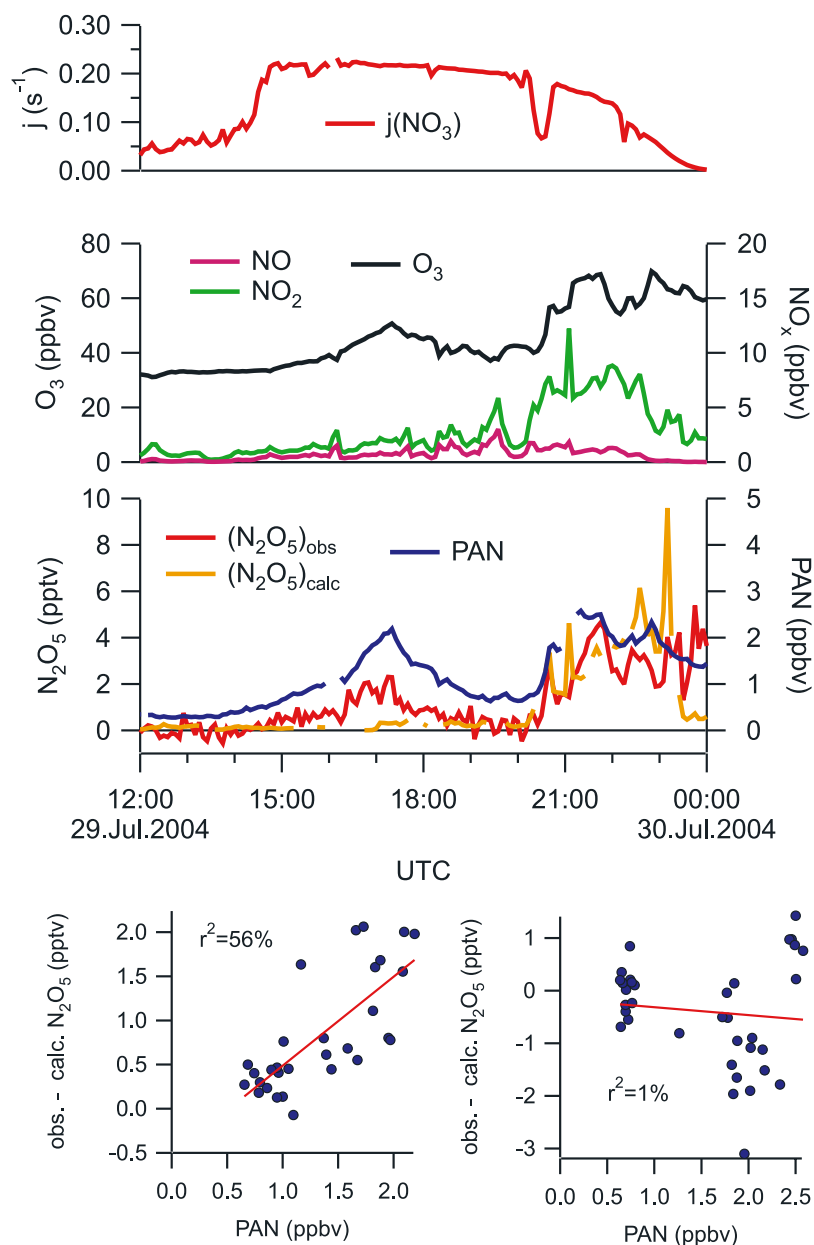 0.30
0.20
0.10
0.00
j (s⁻¹)
j(NO₃)
80
60
40
20
0
O₃ (ppbv)
NO
NO₂
O₃
20
15
10
5
0
NOₓ (ppbv)
10
8
6
4
2
0
N₂O₅ (pptv)
(N₂O₅)obs
(N₂O₅)calc
PAN
5
4
3
2
1
0
PAN (ppbv)
12:00 15:00 18:00 21:00 00:00
29.Jul.2004 30.Jul.2004
UTC
2.0
1.5
1.0
0.5
0.0
-0.5
obs. - calc. N₂O₅ (pptv)
r²=56%
0.0 0.5 1.0 1.5 2.0
PAN (ppbv)
1
0
-1
-2
-3
obs. - calc. N₂O₅ (pptv)
r²=1%
0.0 0.5 1.0 1.5 2.0 2.5
PAN (ppbv)